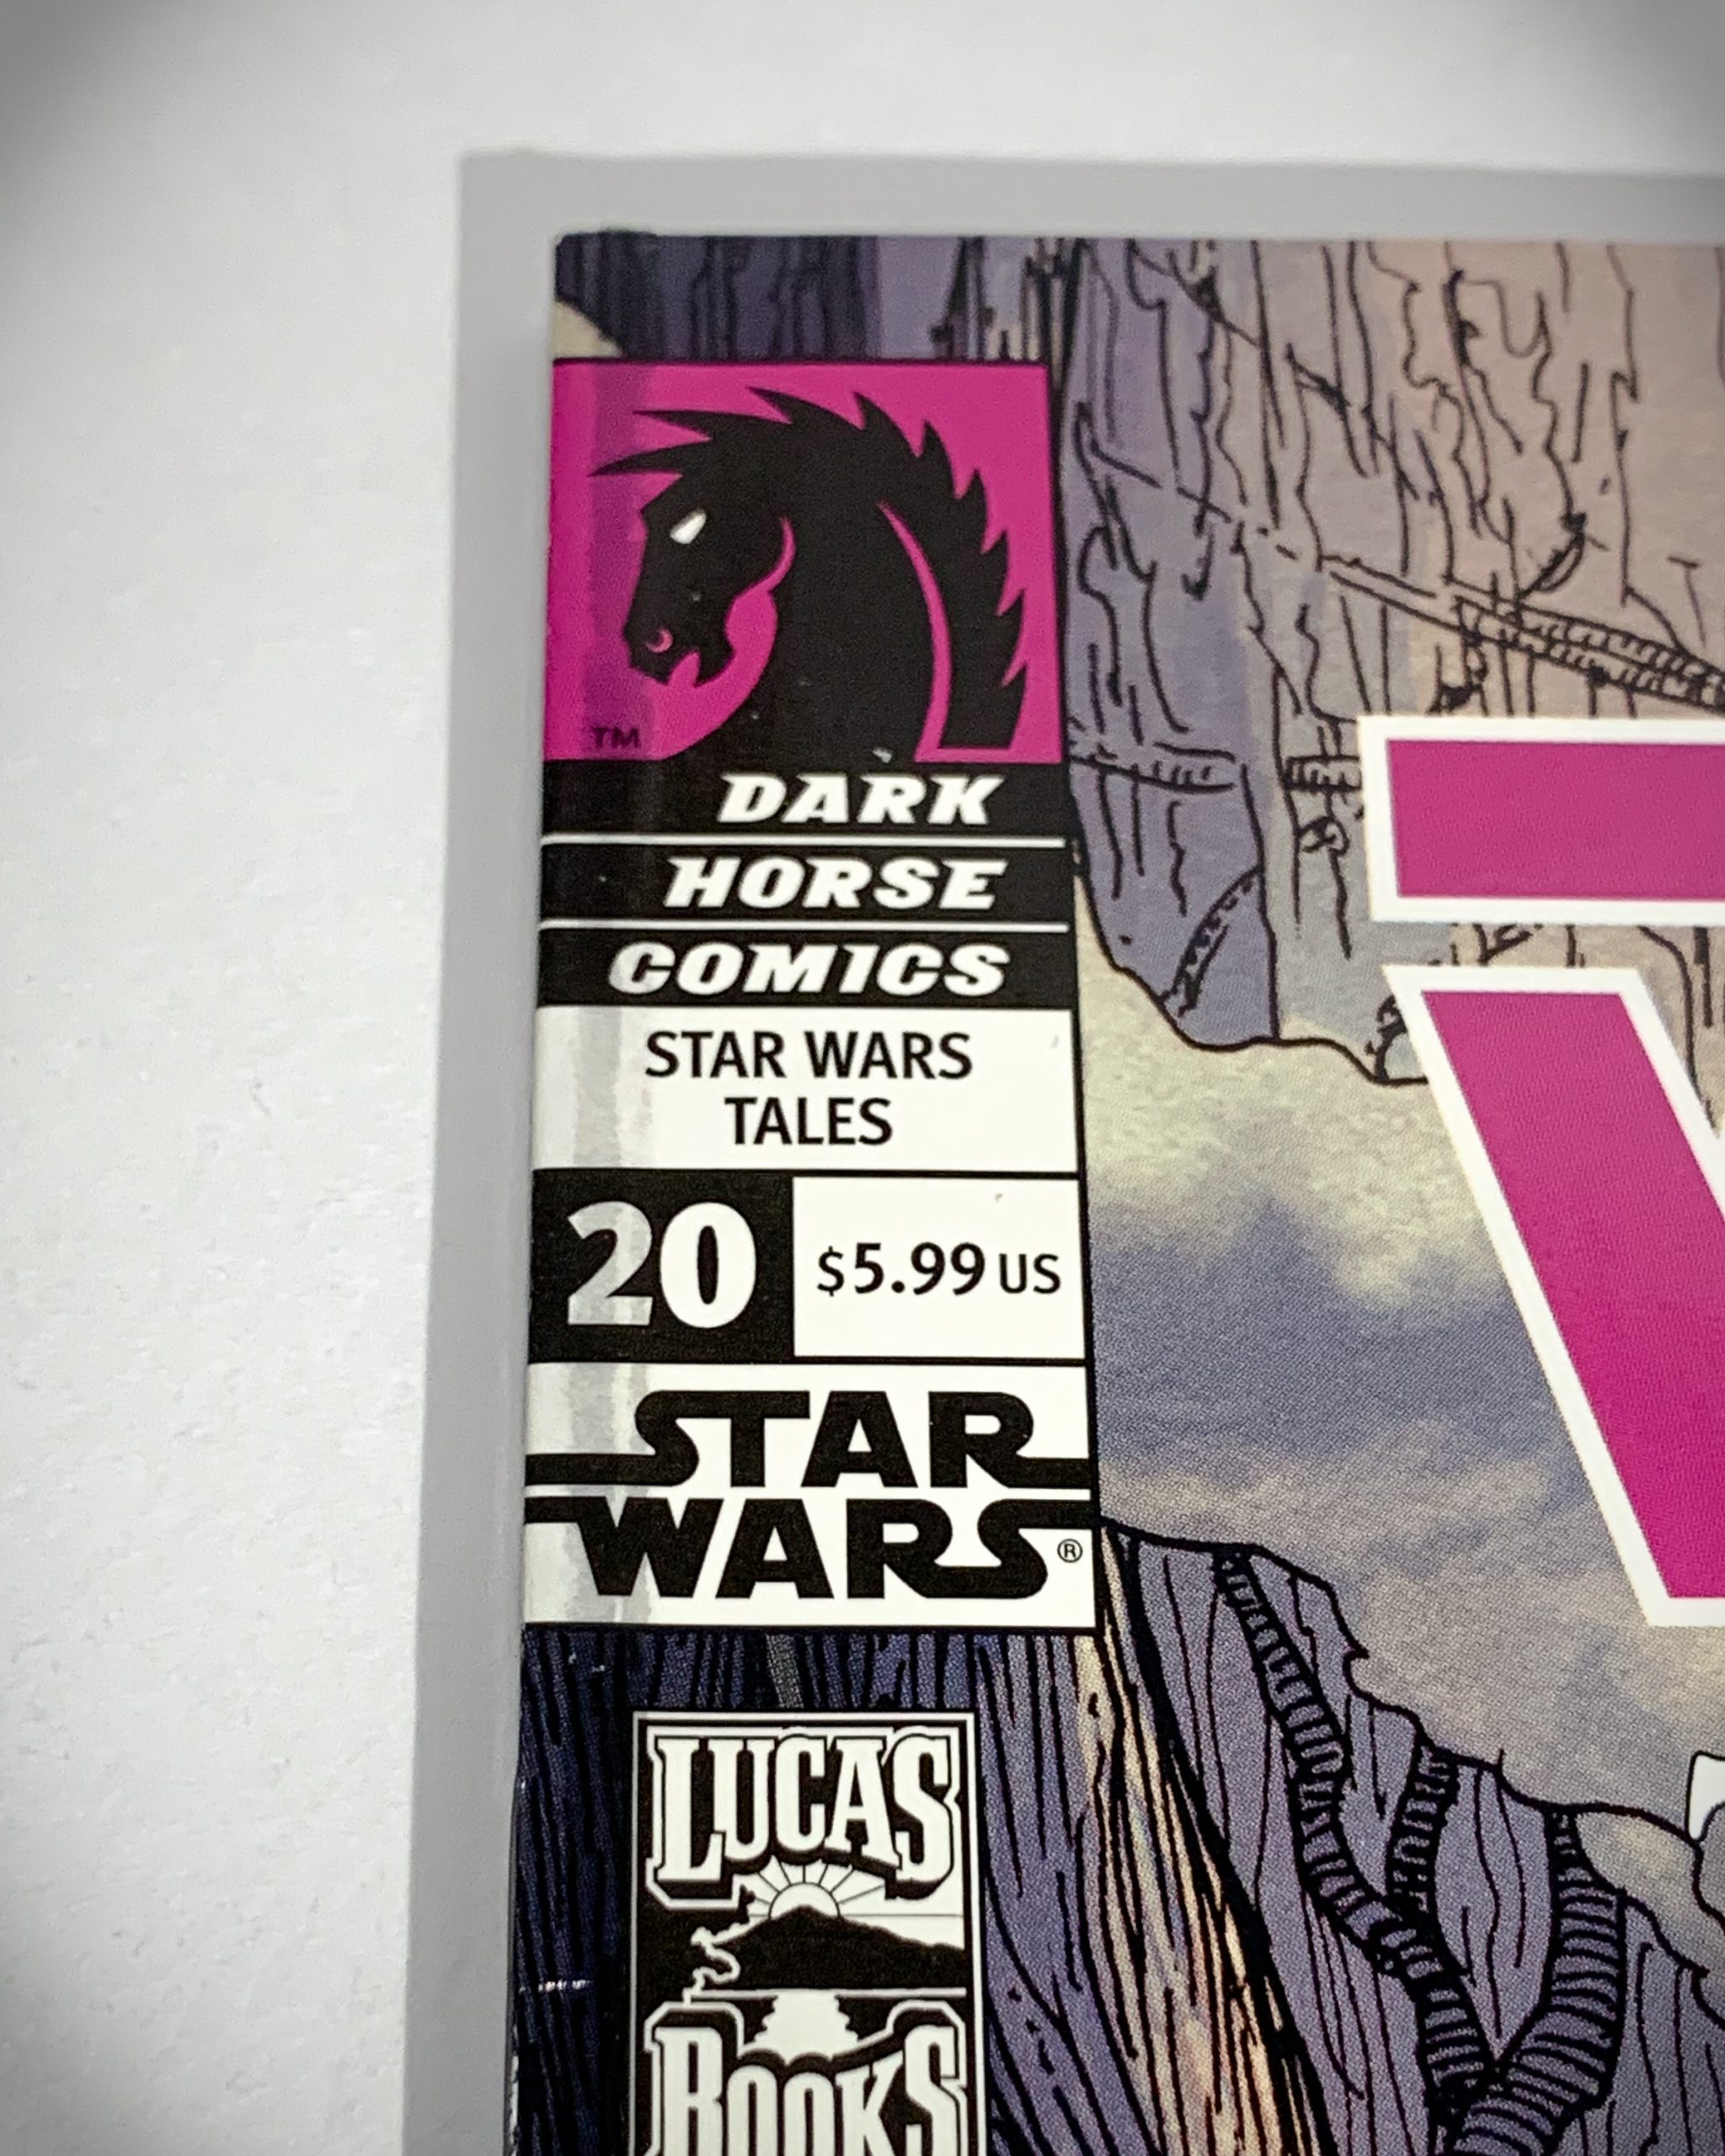 TM
DARK
HORSE
COMICS
STAR WARS
TALES
20 $5.99 US
STAR
WARS®
LUCAS
BOOKS